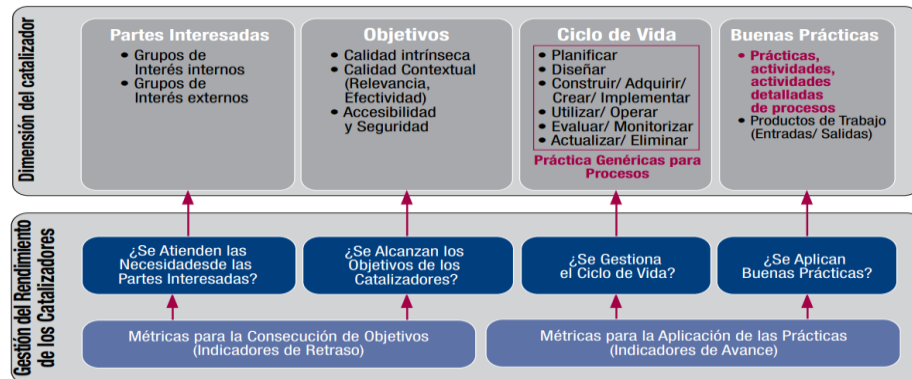 Dimensión del catalizador
Partes Interesadas
• Grupos de
Interés internos
• Grupos de
Interés externos
Objetivos
• Calidad intrínseca
• Calidad Contextual
(Relevancia,
Efectividad)
• Accesibilidad
y Seguridad
Ciclo de Vida
• Planificar
• Diseñar
• Construir/ Adquirir/
Crear/ Implementar
• Utilizar/ Operar
• Evaluar/ Monitorizar
• Actualizar/ Eliminar
Práctica Genéricas para
Procesos
Buenas Prácticas
• Prácticas,
actividades,
actividades
detalladas
de procesos
• Productos de Trabajo
(Entradas/ Salidas)
Gestión del Rendimiento
de los Catalizadores
¿Se Atienden las
Necesidadesde las
Partes Interesadas?
¿Se Alcanzan los
Objetivos de los
Catalizadores?
¿Se Gestiona
el Ciclo de Vida?
¿Se Aplican
Buenas Prácticas?
Métricas para la Consecución de Objetivos
(Indicadores de Retraso)
Métricas para la Aplicación de las Prácticas
(Indicadores de Avance)